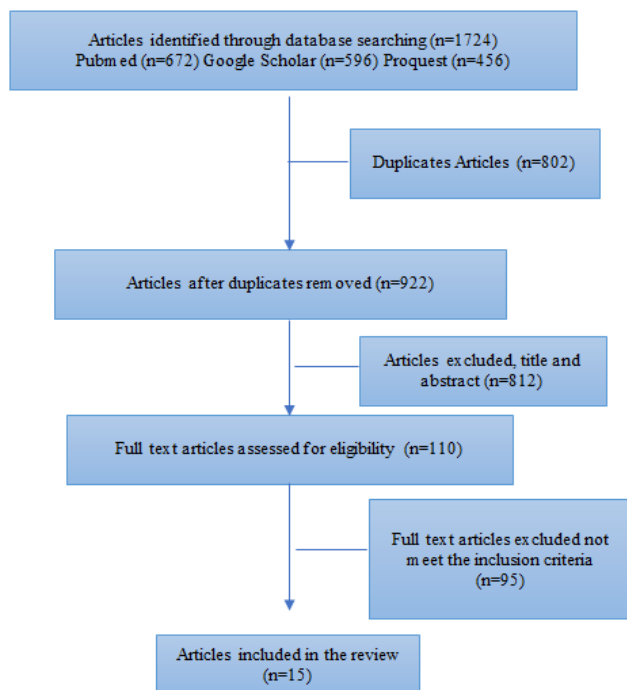 Articles identified through database searching (n=1724)
Pubmed (n=672) Google Scholar (n=596) Proquest (n=456)
Duplicates Articles (n=802)
Articles after duplicates removed (n=922)
Articles excluded, title and
abstract (n=812)
Full text articles assessed for eligibility (n=110)
Full text articles excluded not
meet the inclusion criteria
(n=95)
Articles included in the review
(n=15)